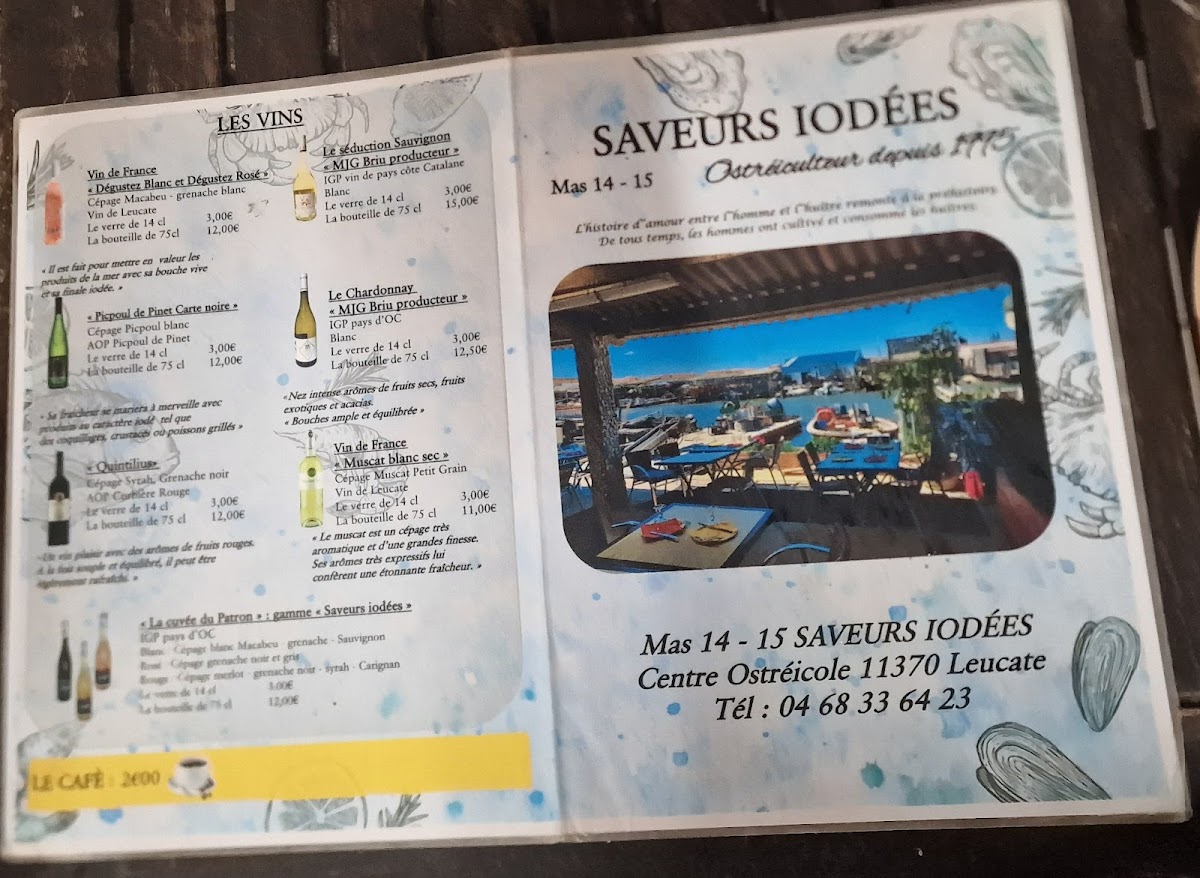 LES VINS
Vin de France
« Dégustez Blanc et Dégustez Rosé »
Cépage Macabeu - grenache blanc
Vin de Leucate
Le verre de 14 cl 3,00€
La bouteille de 75cl 12,00€
« Il est fait pour mettre en valeur les
produits de la mer avec sa bouche vive
et sa finale iodée. »
« Picpoul de Pinet Carte noire »
Cépage Picpoul blanc
AOP Picpoul de Pinet
Le verre de 14 cl 3,00€
La bouteille de 75 cl 12,00€
« Sa fraîcheur se mariera à merveille avec
produits au caractère iodé tel que
des coquillages, crustacés ou poissons grillés »
« Quintilius»
Cépage Syrah, Grenache noir
AOP Corbière Rouge
Le verre de 14 cl 3,00€
La bouteille de 75 cl 12,00€
«Un vin plaisir avec des arômes de fruits rouges.
A la fois souple et équilibré, il peut être
légèrement rafraîchi. »
Le séduction Sauvignon
« MJG Briu producteur »
IGP vin de pays côte Catalane
Blanc
Le verre de 14 cl 3,00€
La bouteille de 75 cl 15,00€
Le Chardonnay
« MJG Briu producteur »
IGP pays d'OC
Blanc
Le verre de 14 cl 3,00€
La bouteille de 75 cl 12,50€
«Nez intense arômes de fruits secs, fruits
exotiques et acacias.
« Bouches ample et équilibrée »
Vin de France
« Muscat blanc sec »
Cépage Muscat Petit Grain
Vin de Leucate
Le verre de 14 cl 3,00€
La bouteille de 75 cl 11,00€
« Le muscat est un cépage très
aromatique et d'une grandes finesse.
Ses arômes très expressifs lui
confèrent une étonnante fraîcheur. »
« La cuvée du Patron » : gamme « Saveurs iodées »
IGP pays d'OC
Blanc : Cépage blanc Macabeu - grenache - Sauvignon
Rosé : Cépage grenache noir et gris
Rouge : Cépage merlot - grenache noir - syrah - Carignan
Le verre de 14 cl 3,00€
La bouteille de 75 cl 12,00€
LE CAFÈ : 2€00
SAVEURS IODÉES
Ostréiculteur depuis 1975
Mas 14 - 15
L'histoire d"amour entre l"homme et l"huître remonte à la préhistoire.
De tous temps, les hommes ont cultivé et consommé les huîtres.
Mas 14 - 15 SAVEURS IODÉES
Centre Ostréicole 11370 Leucate
Tél : 04 68 33 64 23